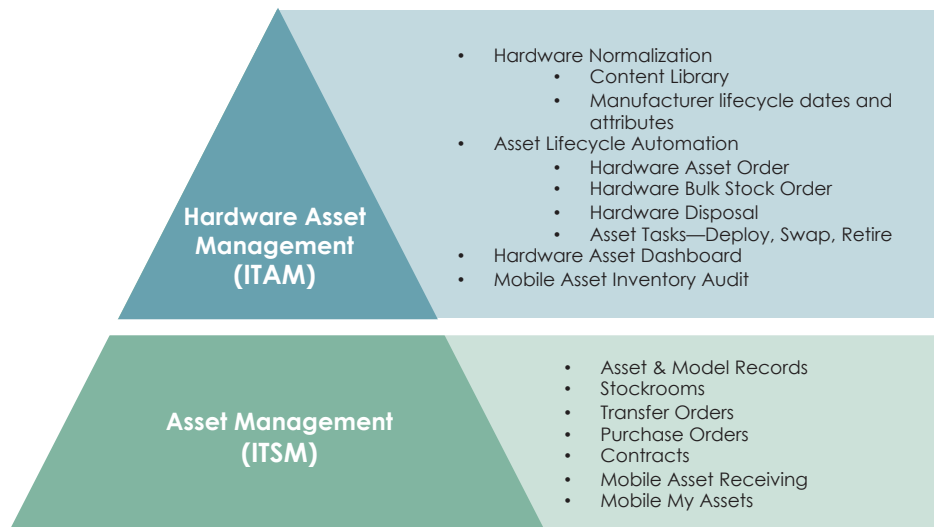 Hardware Asset
Management
(ITAM)
• Hardware Normalization
• Content Library
• Manufacturer lifecycle dates and
attributes
• Asset Lifecycle Automation
• Hardware Asset Order
• Hardware Bulk Stock Order
• Hardware Disposal
• Asset Tasks—Deploy, Swap, Retire
• Hardware Asset Dashboard
• Mobile Asset Inventory Audit
Asset Management
(ITSM)
• Asset & Model Records
• Stockrooms
• Transfer Orders
• Purchase Orders
• Contracts
• Mobile Asset Receiving
• Mobile My Assets